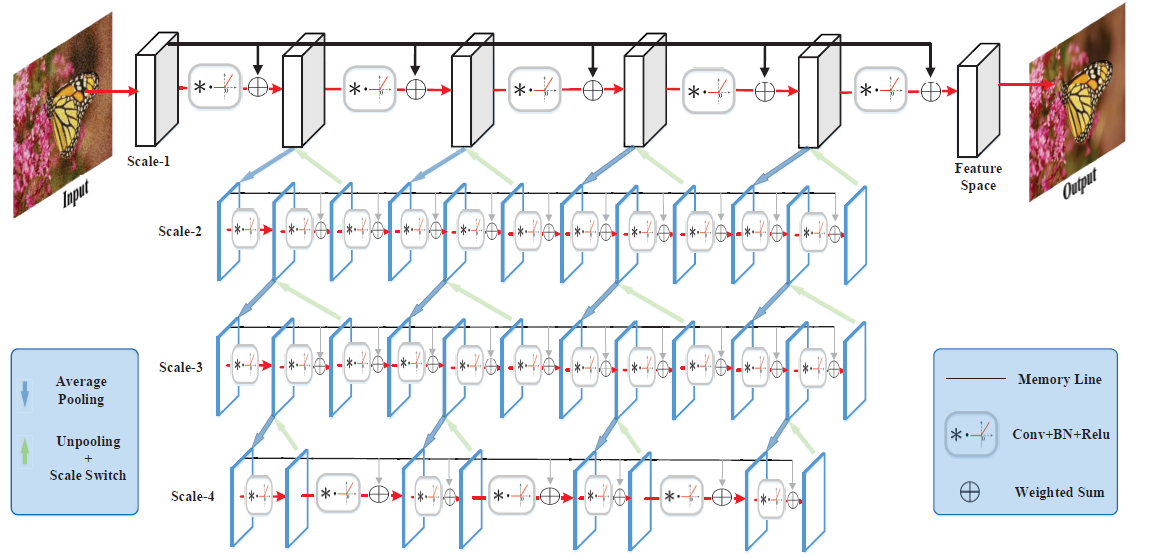 Input
Scale-1
Feature
Space
Output
Scale-2
Scale-3
Scale-4
Average
Pooling
Unpooling
+
Scale Switch
Memory Line
Conv+BN+Relu
Weighted Sum